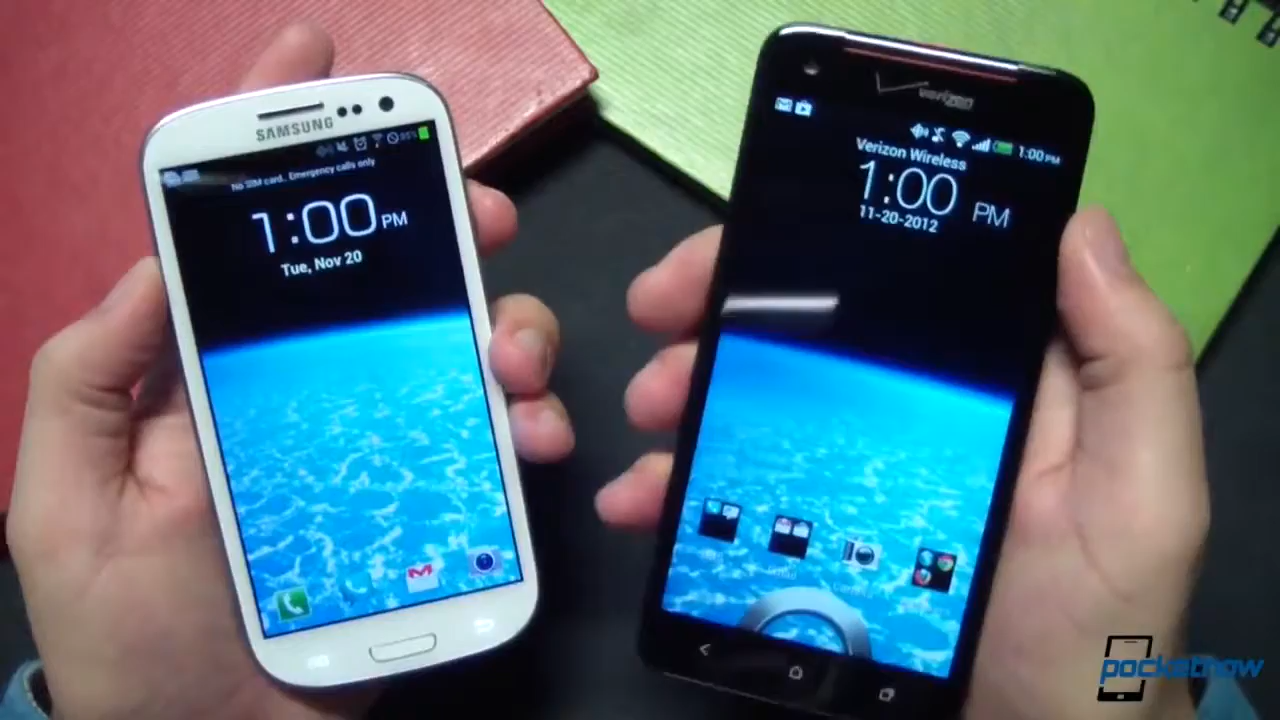 SAMSUNG
85%
No SIM card. Emergency calls only
1:00 PM
Tue, Nov 20
verizon
1:00 PM
Verizon Wireless
1:00 PM
11-20-2012
pocketnow